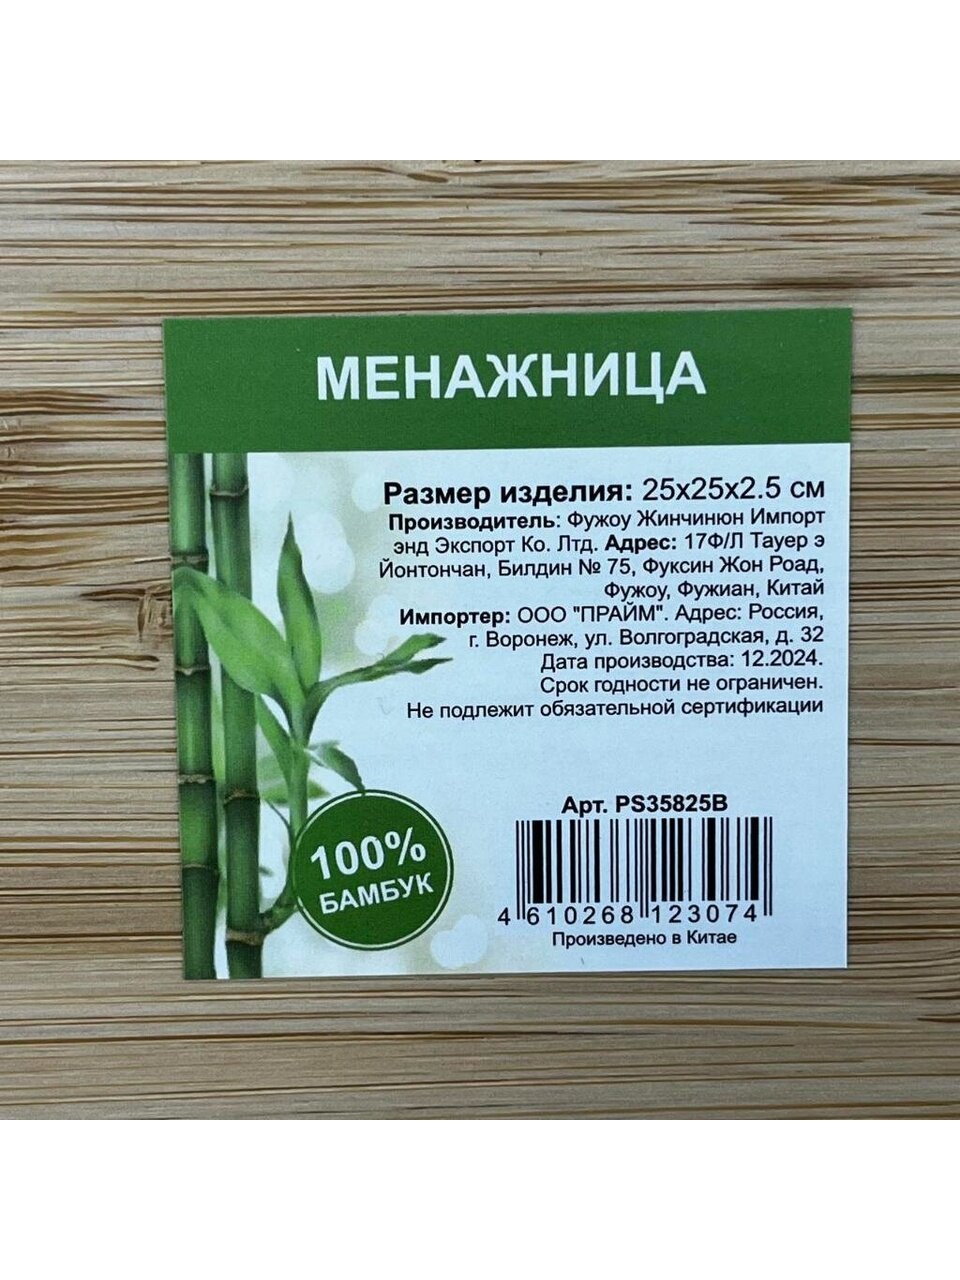 МЕНАЖНИЦА
Размер изделия: 25х25х2.5 см
Производитель: Фужоу Жинчинюн Импорт
энд Экспорт Ко. Лтд. Адрес: 17Ф/Л Тауер э
Йонтончан, Билдин № 75, Фуксин Жон Роад,
Фужоу, Фужиан, Китай
Импортер: ООО "ПРАЙМ". Адрес: Россия,
г. Воронеж, ул. Волгоградская, д. 32
Дата производства: 12.2024.
Срок годности не ограничен.
Не подлежит обязательной сертификации
100%
БАМБУК
Арт. PS35825B
4 610268 123074
Произведено в Китае